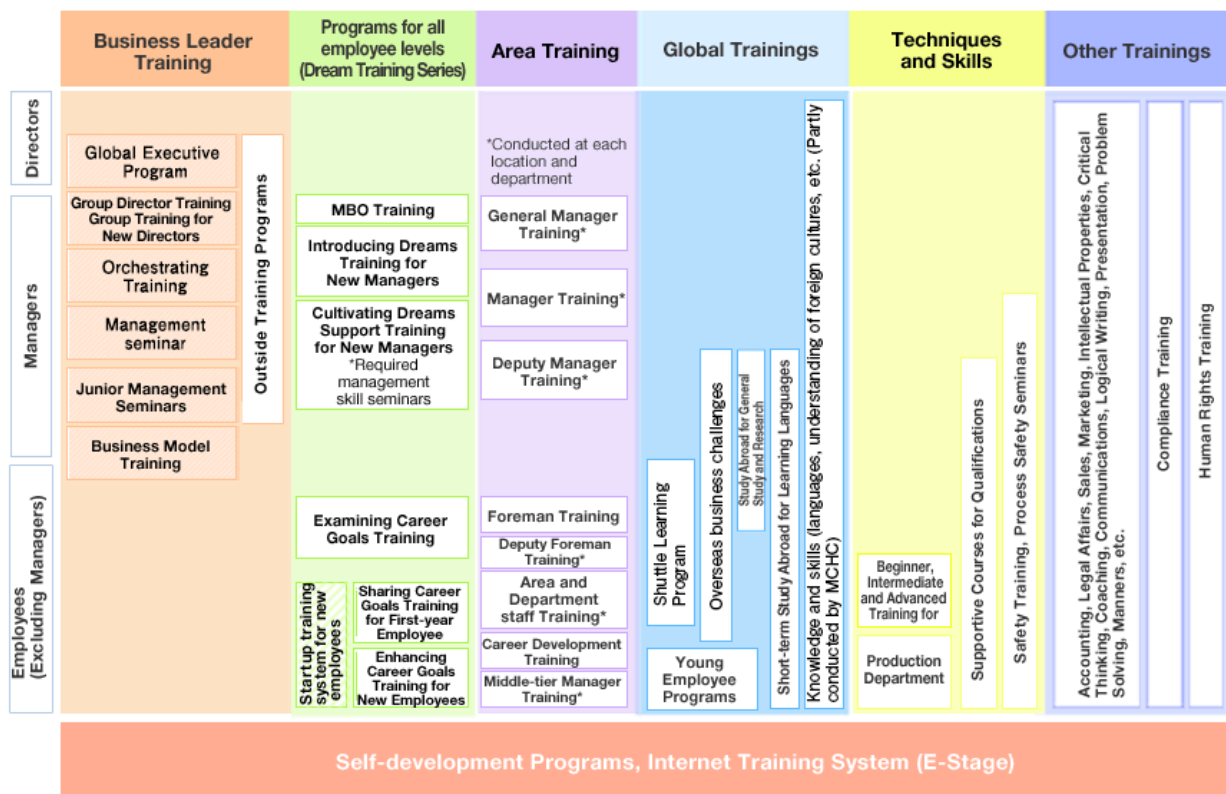 Business Leader
Training
Programs for all
employee levels
(Dream Training Series)
Area Training
Global Trainings
Techniques
and Skills
Other Trainings
Directors
Managers
Employees
(Excluding Managers)
Global Executive
Program
Group Director Training
Group Training for
New Directors
Orchestrating
Training
Management
seminar
Junior Management
Seminars
Business Model
Training
Outside Training Programs
MBO Training
Introducing Dreams
Training for
New Managers
Cultivating Dreams
Support Training
for New Managers
*Required
management
skill seminars
Examining Career
Goals Training
Startup training
system for new
employees
Sharing Career
Goals Training
for First-year
Employee
Enhancing
Career Goals
Training for
New Employees
*Conducted at each
location and
department
General Manager
Training*
Manager Training*
Deputy Manager
Training*
Foreman Training
Deputy Foreman
Training*
Area and
Department
staff Training*
Career Development
Training
Middle-tier Manager
Training*
Shuttle Learning
Program
Overseas business challenges
Study Abroad for General
Study and Research
Short-term Study Abroad for Learning Languages
Knowledge and skills (languages, understanding of foreign cultures, etc. (Partly
conducted by MCHC)
Young
Employee
Programs
Beginner,
Intermediate
and Advanced
Training for
Production
Department
Supportive Courses for Qualifications
Safety Training, Process Safety Seminars
Accounting, Legal Affairs, Sales, Marketing, Intellectual Properties, Critical
Thinking, Coaching, Communications, Logical Writing, Presentation, Problem
Solving, Manners, etc.
Compliance Training
Human Rights Training
Self-development Programs, Internet Training System (E-Stage)